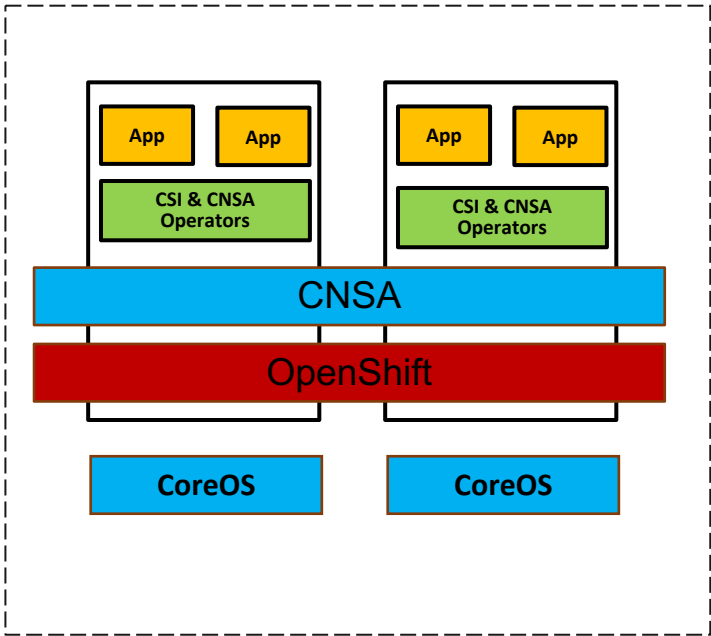 App
App
App
App
CSI & CNSA
Operators
CSI & CNSA
Operators
CNSA
OpenShift
CoreOS
CoreOS